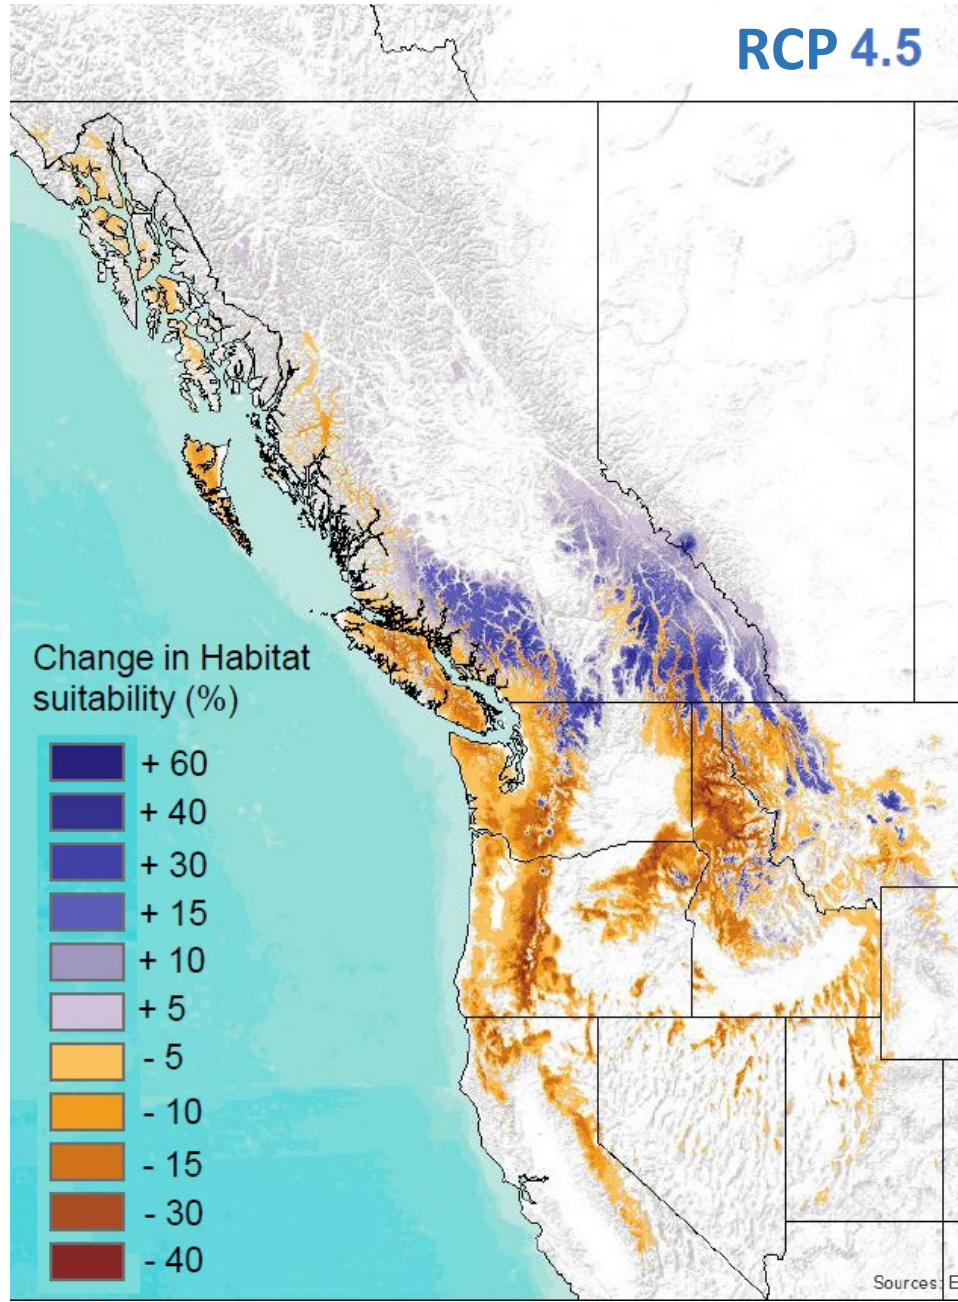 RCP 4.5
Change in Habitat
suitability (%)
+ 60
+ 40
+ 30
+ 15
+ 10
+ 5
- 5
- 10
- 15
- 30
- 40
Sources: E